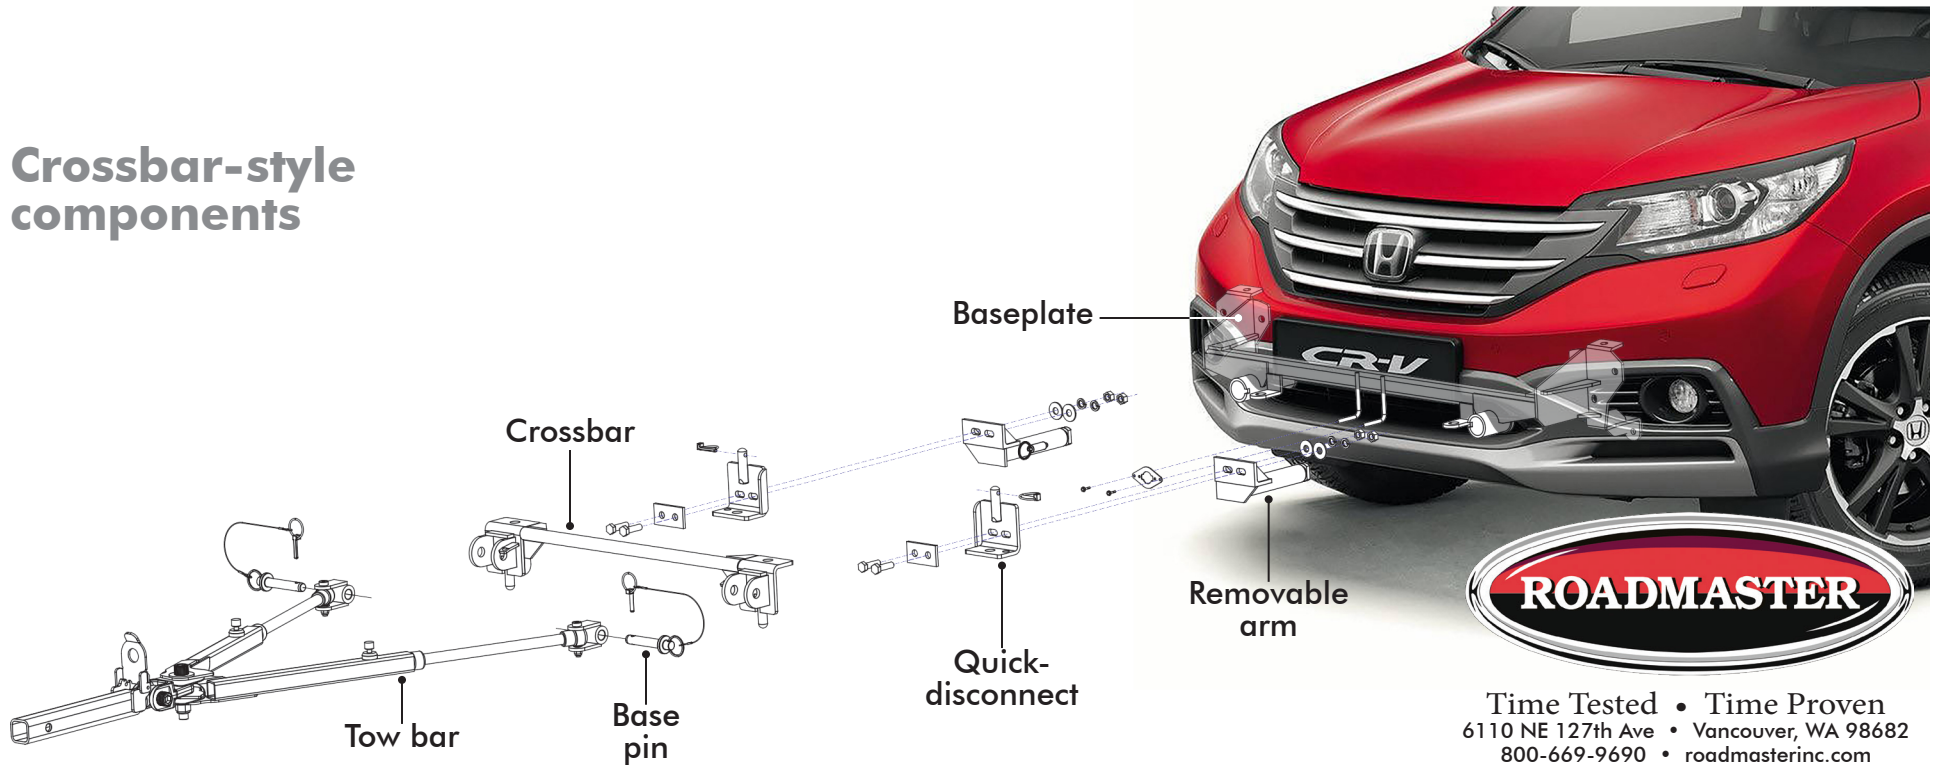 Crossbar-style
components
Baseplate
CR-V
Crossbar
Removable
arm
ROADMASTER
Quick-
disconnect
Tow bar
Base
pin
Time Tested • Time Proven
6110 NE 127th Ave • Vancouver, WA 98682
800-669-9690 • roadmasterinc.com